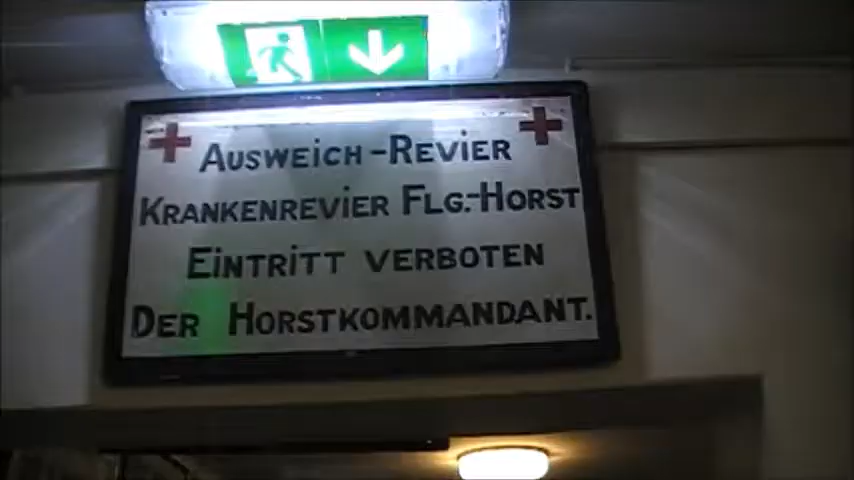 Ausweich-Revier
Krankenrevier Flg.-Horst
Eintritt verboten
Der Horstkommandant.